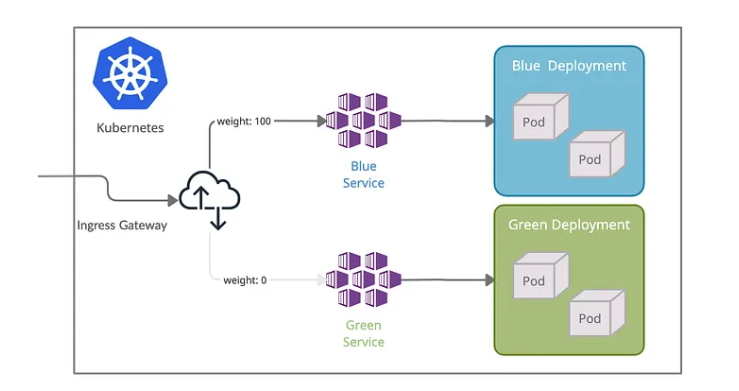 Kubernetes
Ingress Gateway
weight: 100
Blue
Service
Blue Deployment
Pod
Pod
weight: 0
Green
Service
Green Deployment
Pod
Pod